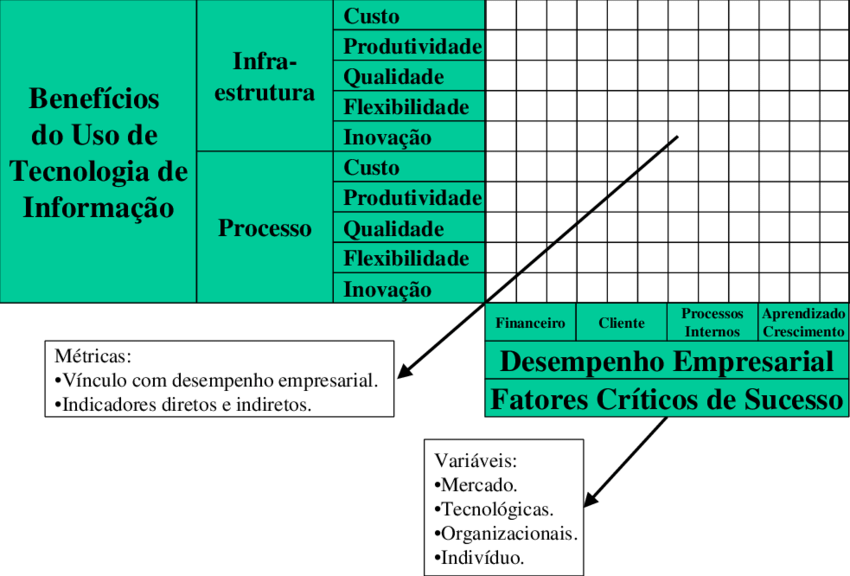 Benefícios
do Uso de
Tecnologia de
Informação
Infra-
estrutura
Custo
Produtividade
Qualidade
Flexibilidade
Inovação
Processo
Custo
Produtividade
Qualidade
Flexibilidade
Inovação
Financeiro
Cliente
Processos
Internos
Aprendizado
Crescimento
Desempenho Empresarial
Fatores Críticos de Sucesso
Métricas:
•Vínculo com desempenho empresarial.
•Indicadores diretos e indiretos.
Variáveis:
•Mercado.
•Tecnológicas.
•Organizacionais.
•Indivíduo.